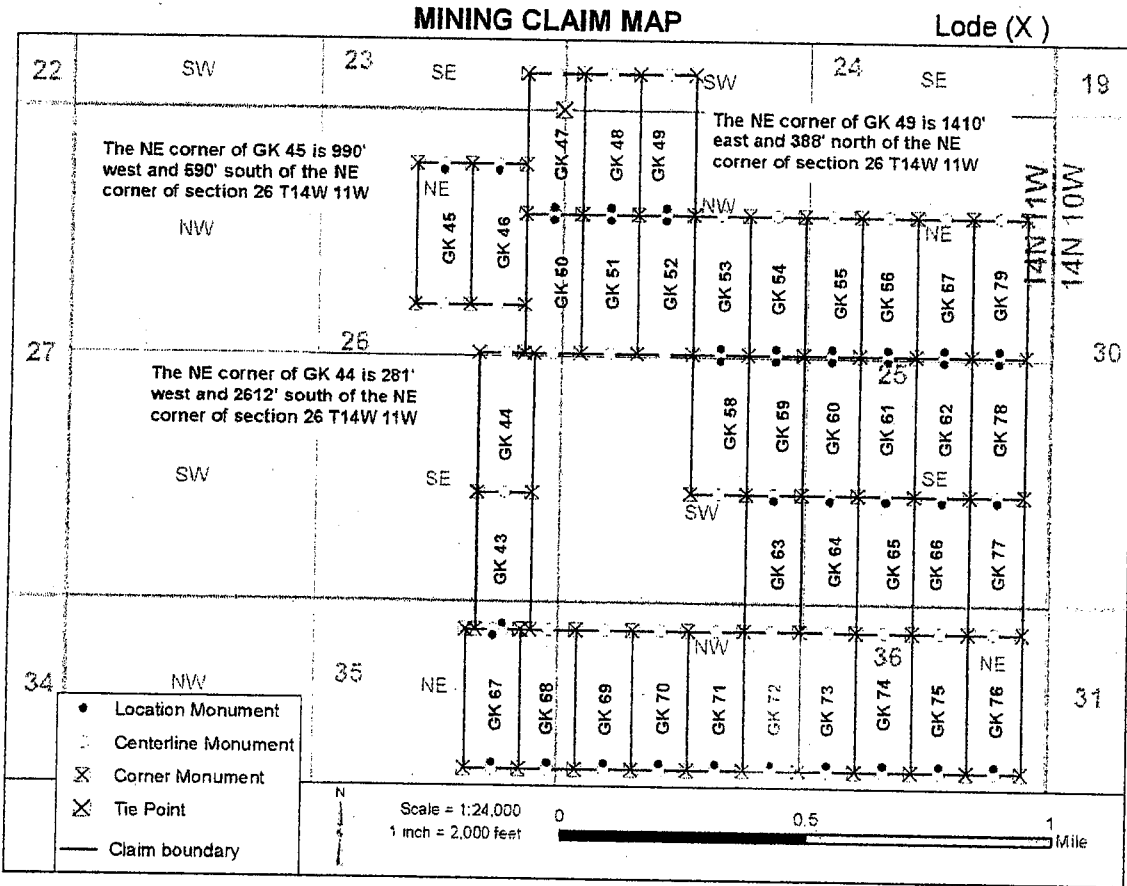 MINING CLAIM MAP
Lode (X )
22
SW
23
SE
SW
24
SE
19
The NE corner of GK 45 is 990'
west and 590' south of the NE
corner of section 26 T14W 11W
The NE corner of GK 49 is 1410'
east and 388' north of the NE
corner of section 26 T14W 11W
GK 47
GK 48
GK 49
NE
NW
NW
NE
14N 11W
14N 10W
GK 45
GK 46
GK 50
GK 51
GK 52
GK 53
GK 54
GK 55
GK 56
GK 57
GK 79
27
26
25
30
The NE corner of GK 44 is 281'
west and 2612' south of the NE
corner of section 26 T14W 11W
GK 44
GK 58
GK 59
GK 60
GK 61
GK 62
GK 78
SW
SE
SE
SW
GK 43
GK 63
GK 64
GK 65
GK 66
GK 77
34
NW
35
NE
NW
36
NE
31
GK 67
GK 68
GK 69
GK 70
GK 71
GK 72
GK 73
GK 74
GK 75
GK 76
Location Monument
Centerline Monument
Corner Monument
Tie Point
Claim boundary
N
Scale = 1:24,000
1 inch = 2,000 feet
0
0.5
1
Mile